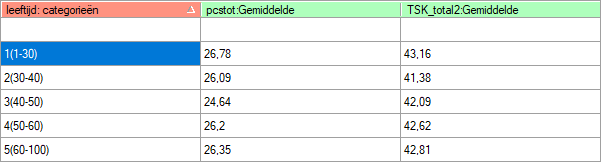 leeftijd: categorieën pcstot:Gemiddelde TSK_total2:Gemiddelde
1(1-30) 26,78 43,16
2(30-40) 26,09 41,38
3(40-50) 24,64 42,09
4(50-60) 26,2 42,62
5(60-100) 26,35 42,81